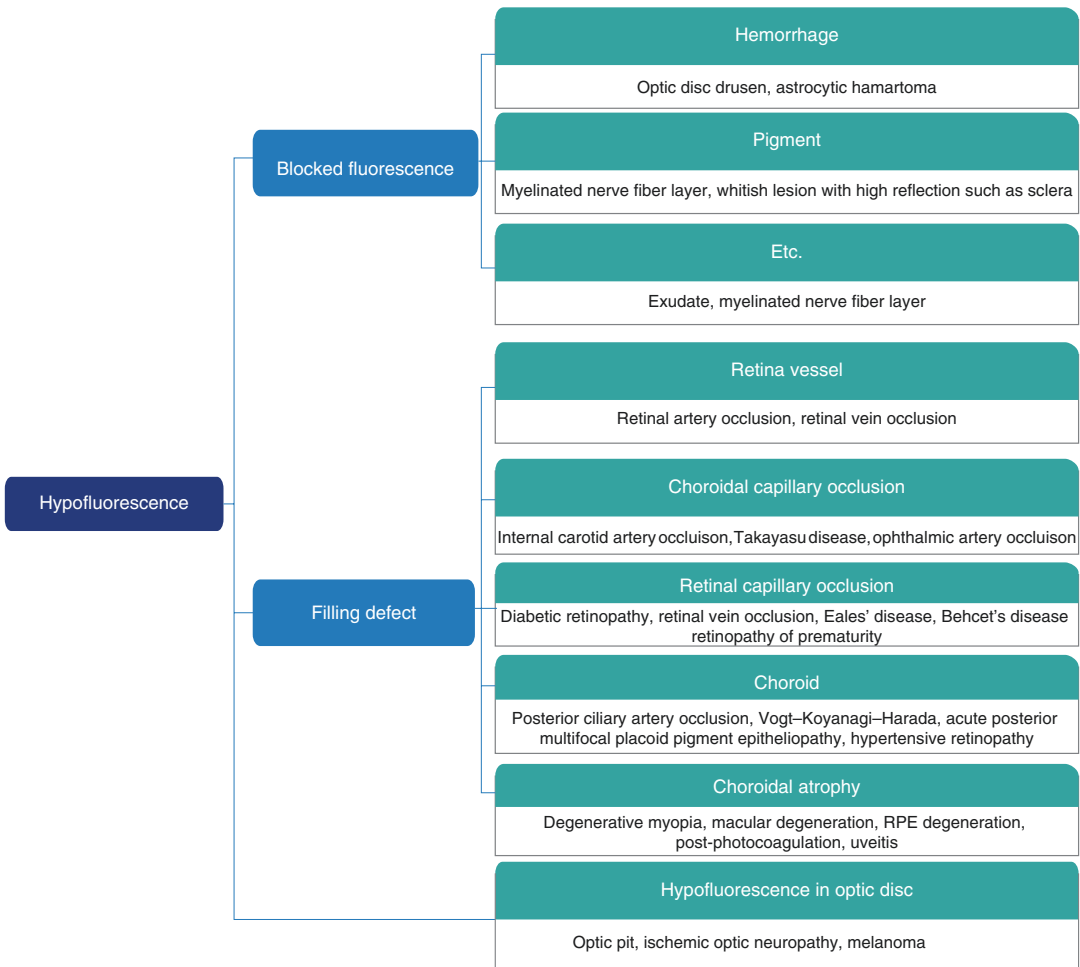 Hypofluorescence
Blocked fluorescence
Hemorrhage
Optic disc drusen, astrocytic hamartoma
Pigment
Myelinated nerve fiber layer, whitish lesion with high reflection such as sclera
Etc.
Exudate, myelinated nerve fiber layer
Filling defect
Retina vessel
Retinal artery occlusion, retinal vein occlusion
Choroidal capillary occlusion
Internal carotid artery occluison, Takayasu disease, ophthalmic artery occluison
Retinal capillary occlusion
Diabetic retinopathy, retinal vein occlusion, Eales' disease, Behcet's disease
retinopathy of prematurity
Choroid
Posterior ciliary artery occlusion, Vogt–Koyanagi–Harada, acute posterior
multifocal placoid pigment epitheliopathy, hypertensive retinopathy
Choroidal atrophy
Degenerative myopia, macular degeneration, RPE degeneration,
post-photocoagulation, uveitis
Hypofluorescence in optic disc
Optic pit, ischemic optic neuropathy, melanoma